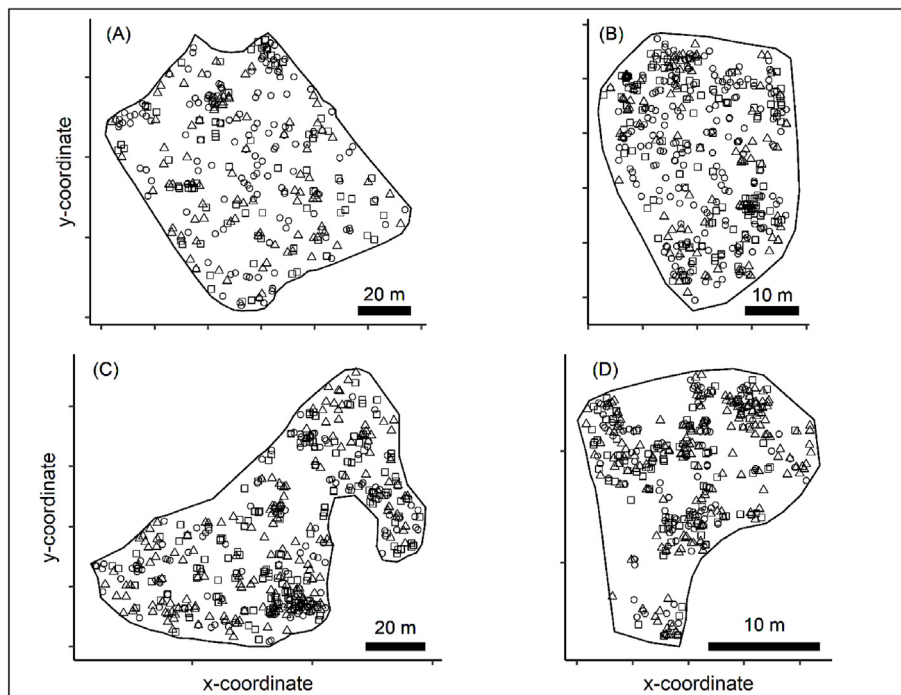 (A)
(B)
y-coordinate
20 m
10 m
(C)
(D)
y-coordinate
20 m
10 m
x-coordinate
x-coordinate